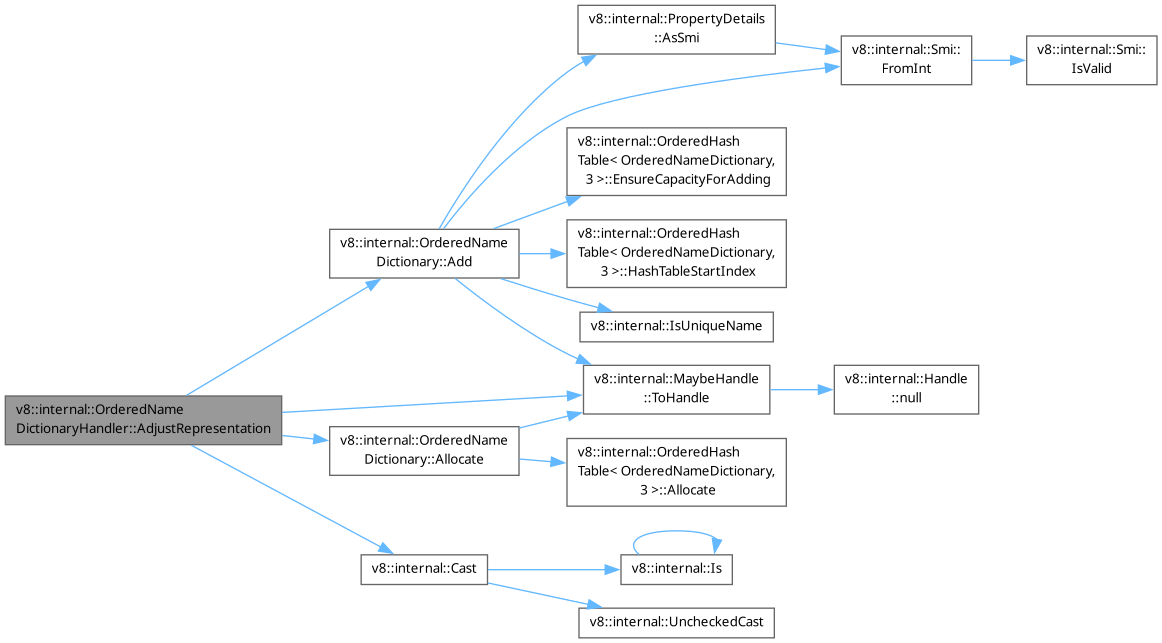 v8::internal::PropertyDetails
::AsSmi
v8::internal::Smi::
FromInt
v8::internal::Smi::
IsValid
v8::internal::OrderedHash
Table< OrderedNameDictionary,
3 >::EnsureCapacityForAdding
v8::internal::OrderedName
Dictionary::Add
v8::internal::OrderedHash
Table< OrderedNameDictionary,
3 >::HashTableStartIndex
v8::internal::IsUniqueName
v8::internal::MaybeHandle
::ToHandle
v8::internal::Handle
::null
v8::internal::OrderedName
DictionaryHandler::AdjustRepresentation
v8::internal::OrderedName
Dictionary::Allocate
v8::internal::OrderedHash
Table< OrderedNameDictionary,
3 >::Allocate
v8::internal::Cast
v8::internal::Is
v8::internal::UncheckedCast